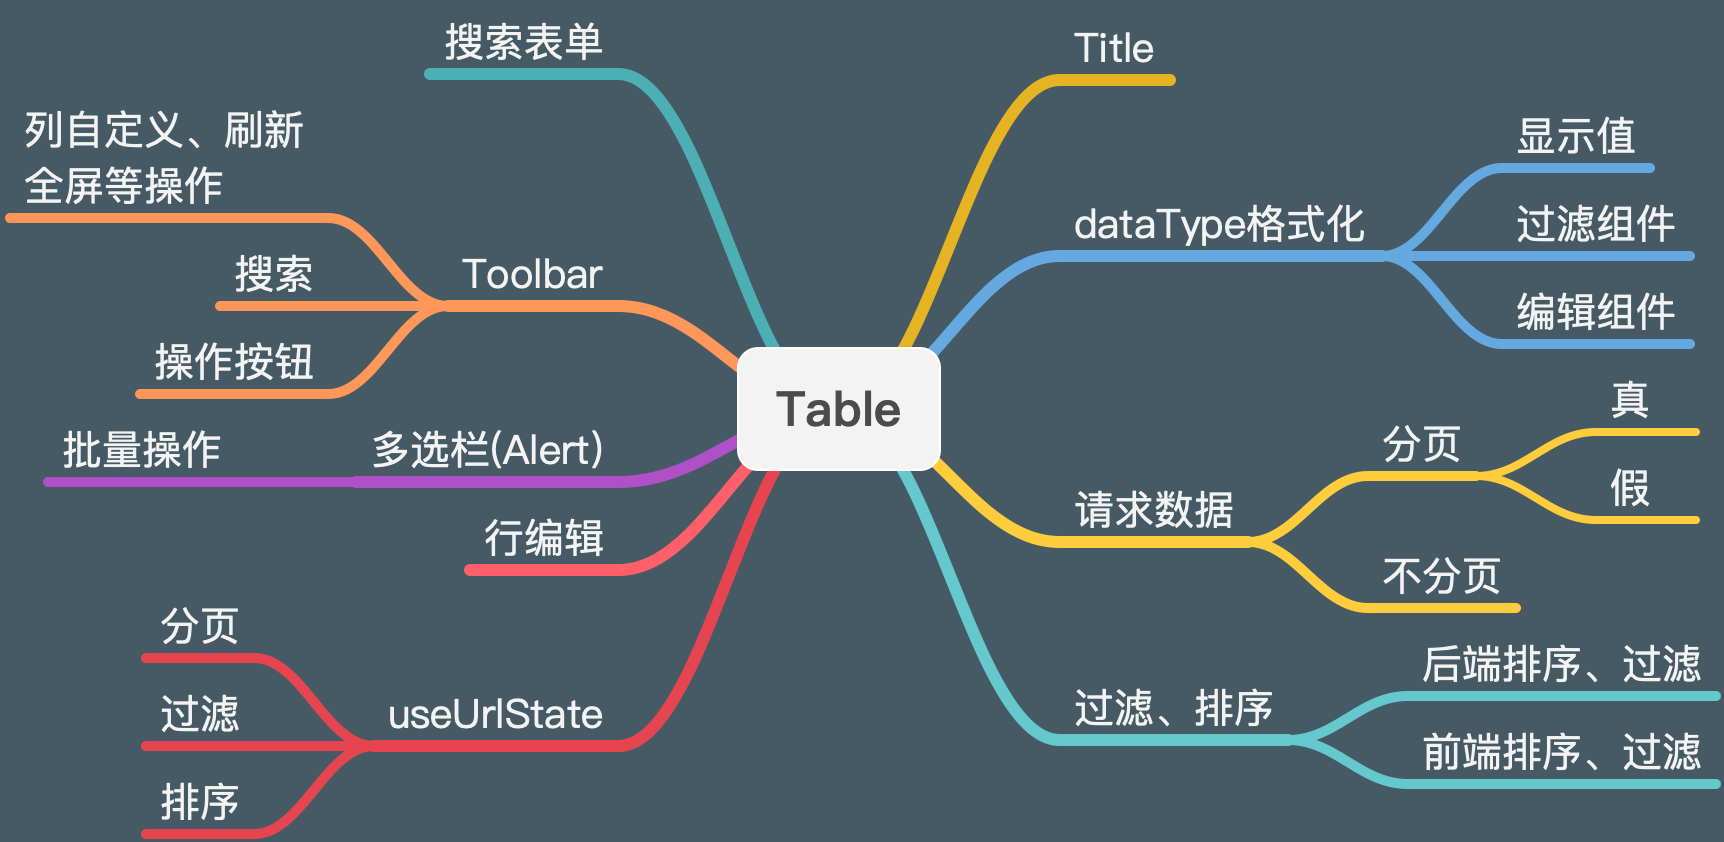 搜索表单
列自定义、刷新
全屏等操作
搜索
操作按钮
Toolbar
批量操作
多选栏(Alert)
行编辑
分页
过滤
排序
useUrlState
Table
Title
dataType格式化
显示值
过滤组件
编辑组件
请求数据
分页
真
假
不分页
过滤、排序
后端排序、过滤
前端排序、过滤